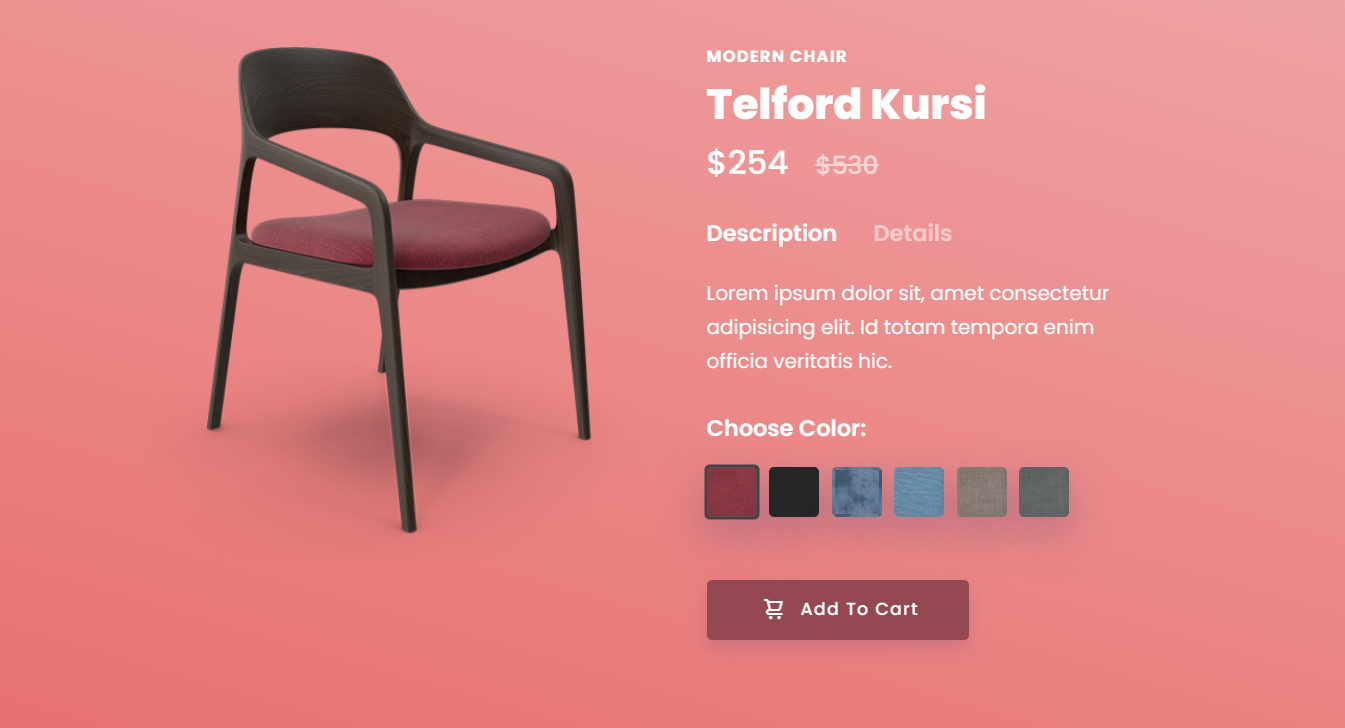 MODERN CHAIR
Telford Kursi
$254 $530
Description Details
Lorem ipsum dolor sit, amet consectetur
adipisicing elit. Id totam tempora enim
officia veritatis hic.
Choose Color:
Add To Cart